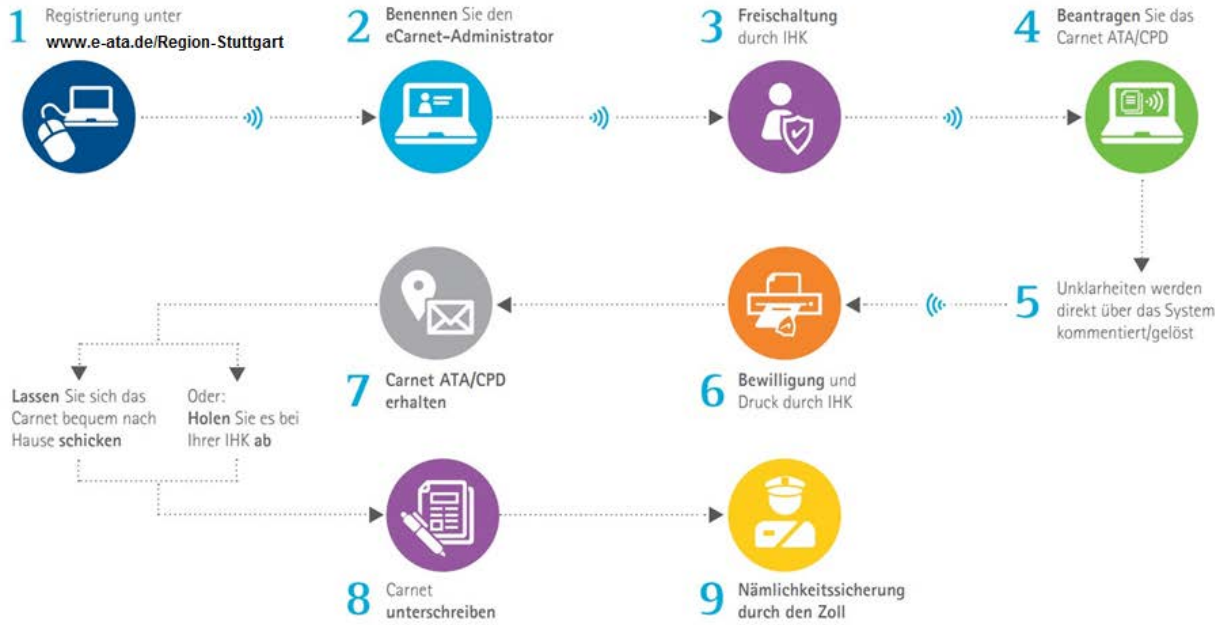 1 Registrierung unter
www.e-ata.de/Region-Stuttgart
2 Benennen Sie den
eCarnet-Administrator
3 Freischaltung
durch IHK
4 Beantragen Sie das
Carnet ATA/CPD
5 Unklarheiten werden
direkt über das System
kommentiert/gelöst
6 Bewilligung und
Druck durch IHK
7 Carnet ATA/CPD
erhalten
Lassen Sie sich das
Carnet bequem nach
Hause schicken
Oder:
Holen Sie es bei
Ihrer IHK ab
8 Carnet
unterschreiben
9 Nämlichkeitssicherung
durch den Zoll